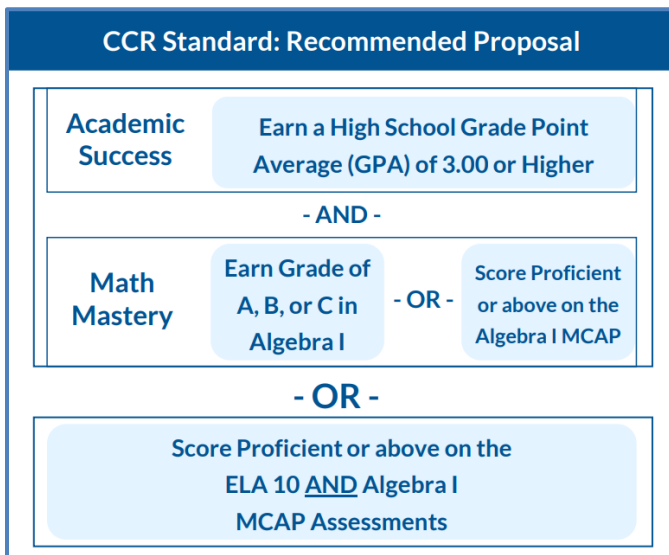 CCR Standard: Recommended Proposal
Academic
Success
Earn a High School Grade Point
Average (GPA) of 3.00 or Higher
- AND -
Math
Mastery
Earn Grade of
A, B, or C in
Algebra I
- OR -
Score Proficient
or above on the
Algebra I MCAP
- OR -
Score Proficient or above on the
ELA 10 AND Algebra I
MCAP Assessments